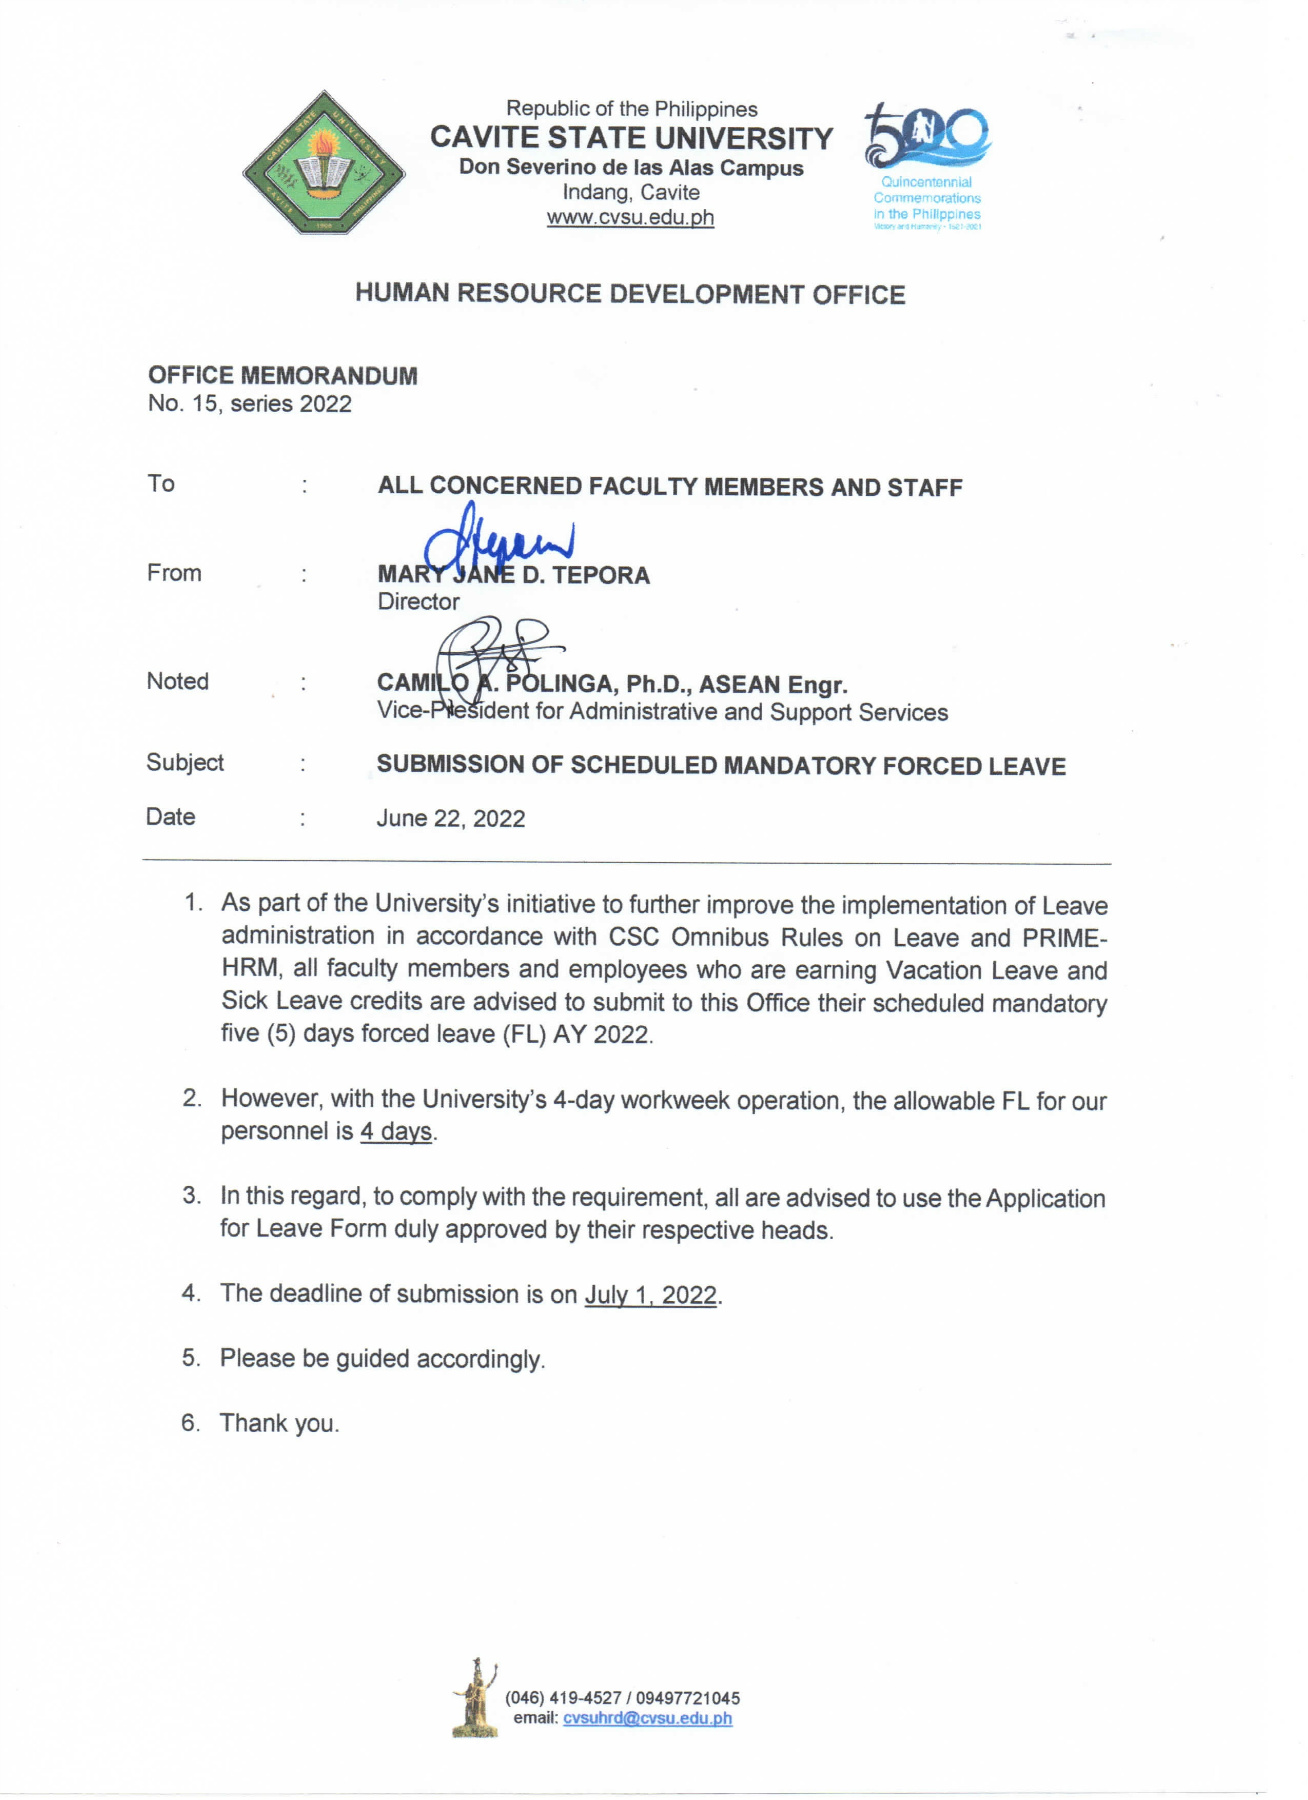 Republic of the Philippines
CAVITE STATE UNIVERSITY
Don Severino de las Alas Campus
Indang, Cavite
www.cvsu.edu.ph
CAVITE STATE UNIVERSITY
CAVITE PHILIPPINES
1906
500
Quincentennial
Commemorations
in the Philippines
Victory and Humanity • 1521-2021
HUMAN RESOURCE DEVELOPMENT OFFICE
OFFICE MEMORANDUM
No. 15, series 2022
To : ALL CONCERNED FACULTY MEMBERS AND STAFF
From : MARY JANE D. TEPORA
Director
Noted : CAMILO A. POLINGA, Ph.D., ASEAN Engr.
Vice-President for Administrative and Support Services
Subject : SUBMISSION OF SCHEDULED MANDATORY FORCED LEAVE
Date : June 22, 2022
1. As part of the University's initiative to further improve the implementation of Leave
administration in accordance with CSC Omnibus Rules on Leave and PRIME-
HRM, all faculty members and employees who are earning Vacation Leave and
Sick Leave credits are advised to submit to this Office their scheduled mandatory
five (5) days forced leave (FL) AY 2022.
2. However, with the University's 4-day workweek operation, the allowable FL for our
personnel is 4 days.
3. In this regard, to comply with the requirement, all are advised to use the Application
for Leave Form duly approved by their respective heads.
4. The deadline of submission is on July 1, 2022.
5. Please be guided accordingly.
6. Thank you.
(046) 419-4527 / 09497721045
email: cvsuhrd@cvsu.edu.ph